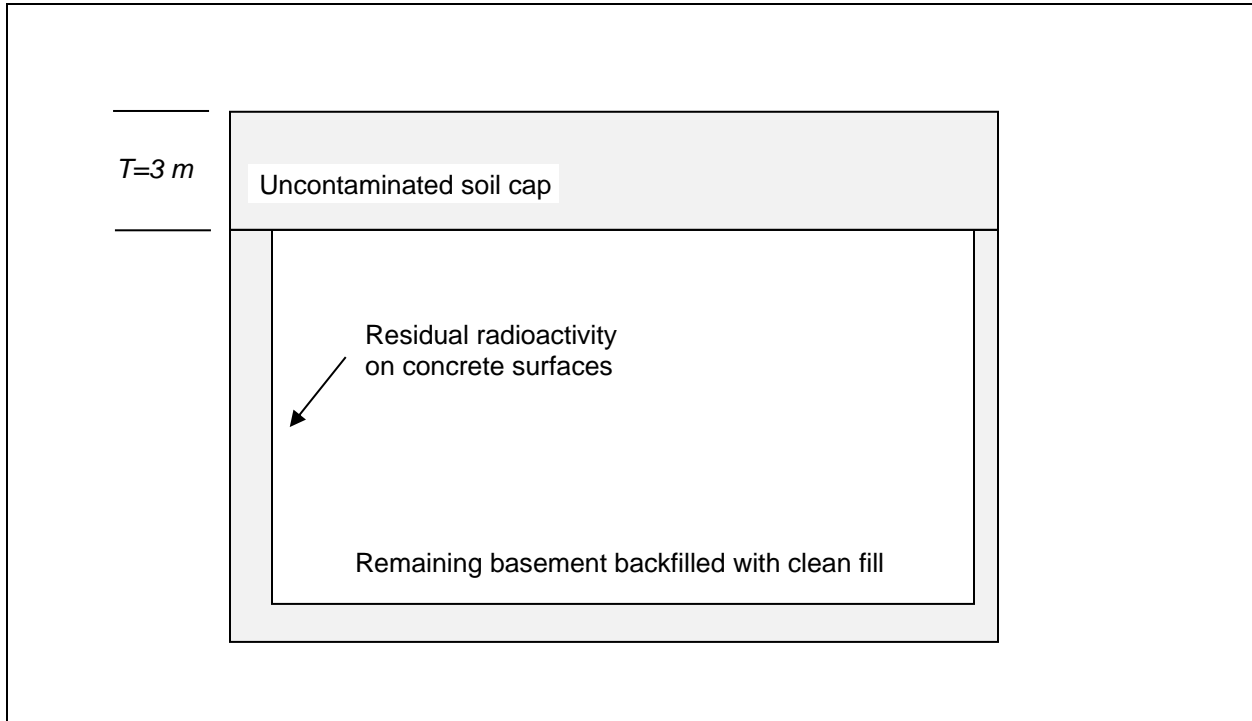 T=3 m
Uncontaminated soil cap
Residual radioactivity
on concrete surfaces
Remaining basement backfilled with clean fill